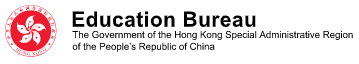 Education Bureau
The Government of the Hong Kong Special Administrative Region
of the People's Republic of China